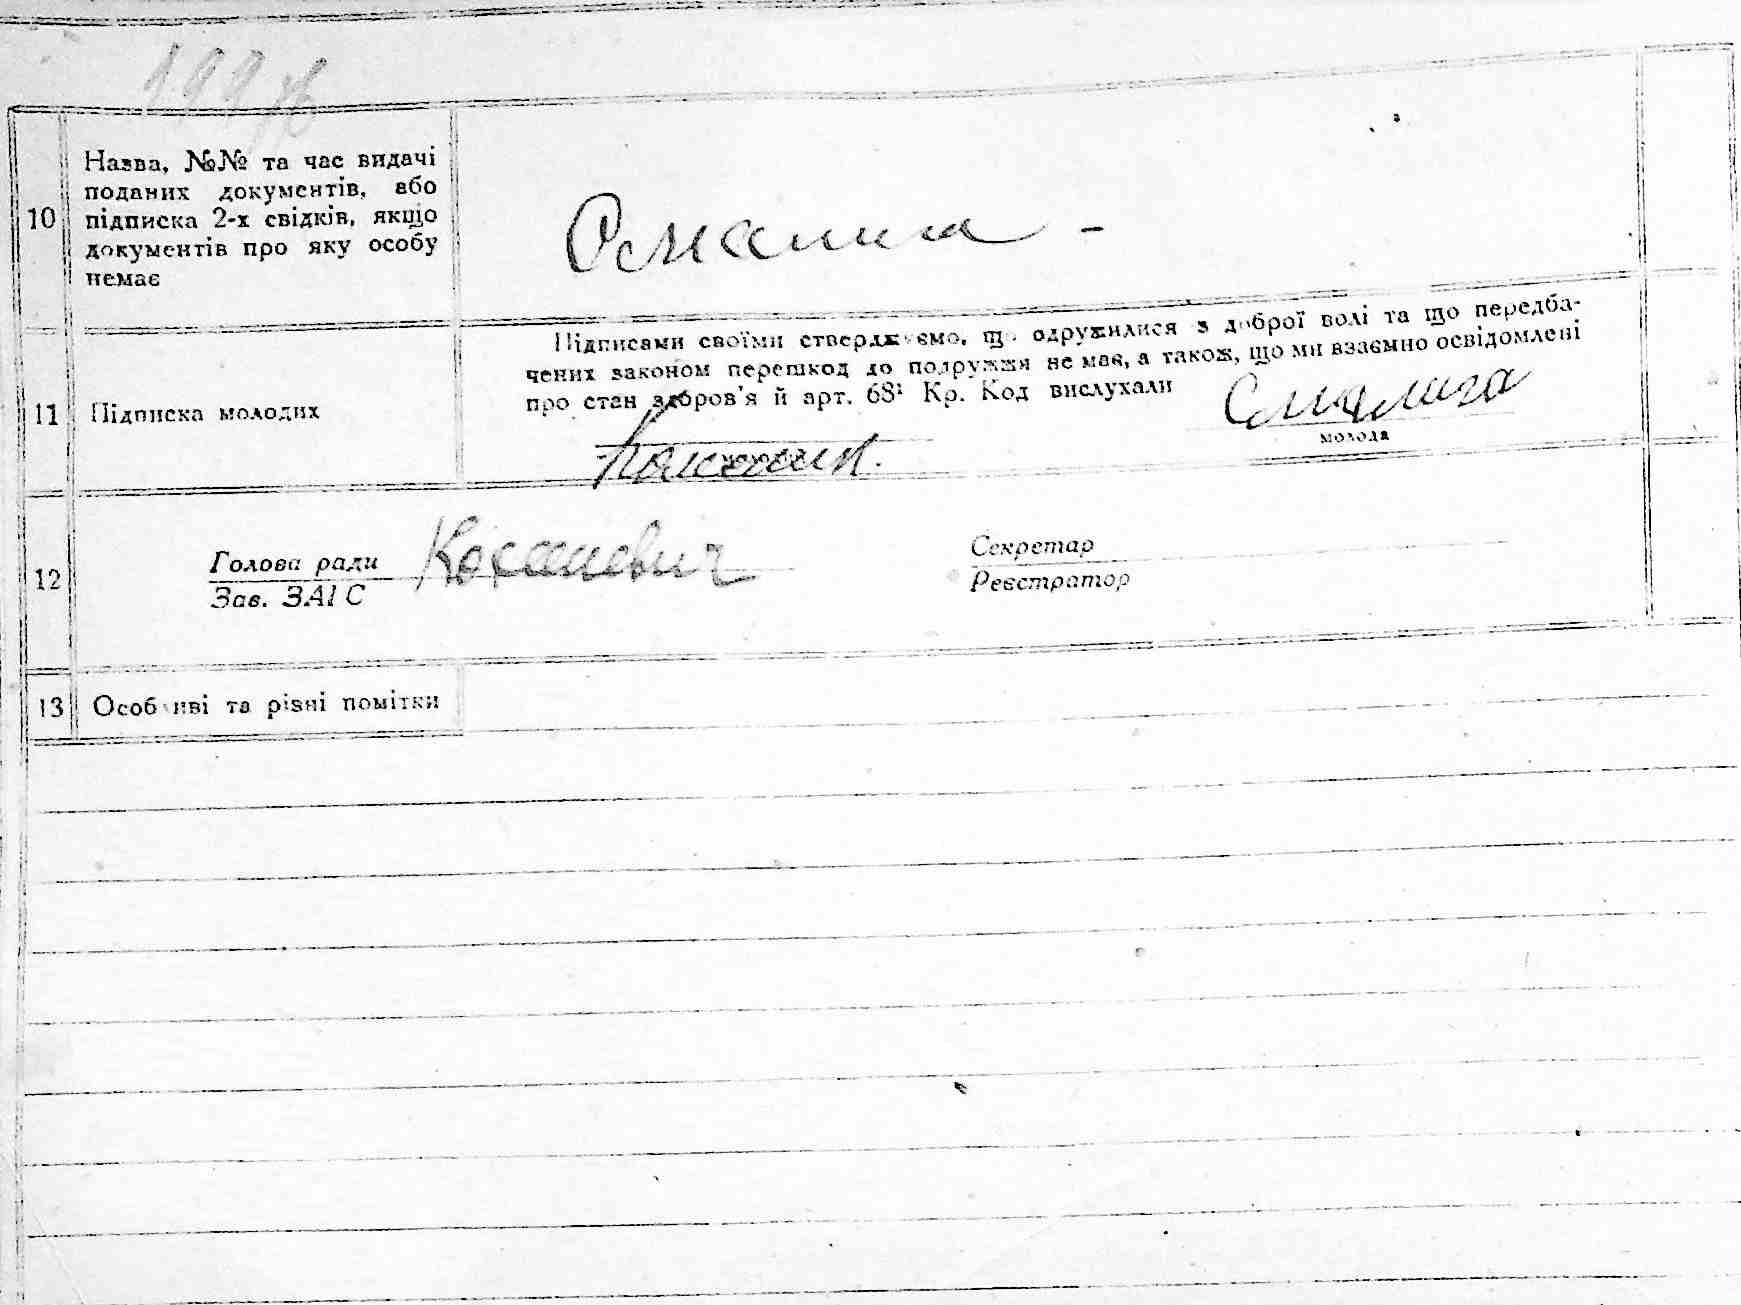 199
Назва, №№ та час видачі
поданих документів, або
10 підписка 2-х свідків, якщо
документів про яку особу
немає
Підписами своїми стверджуємо, що одружилися з доброї волі та що передба-
чених законом перешкод до подружжя не має, а також, що ми взаємно освідомлені
про стан здоров'я й арт. 68¹ Кр. Код вислухали
11 Підписка молодих
молода
Голова ради Коханевич Секретар
12
Зав. ЗАГС Реєстратор
13 Особливі та різні помітки